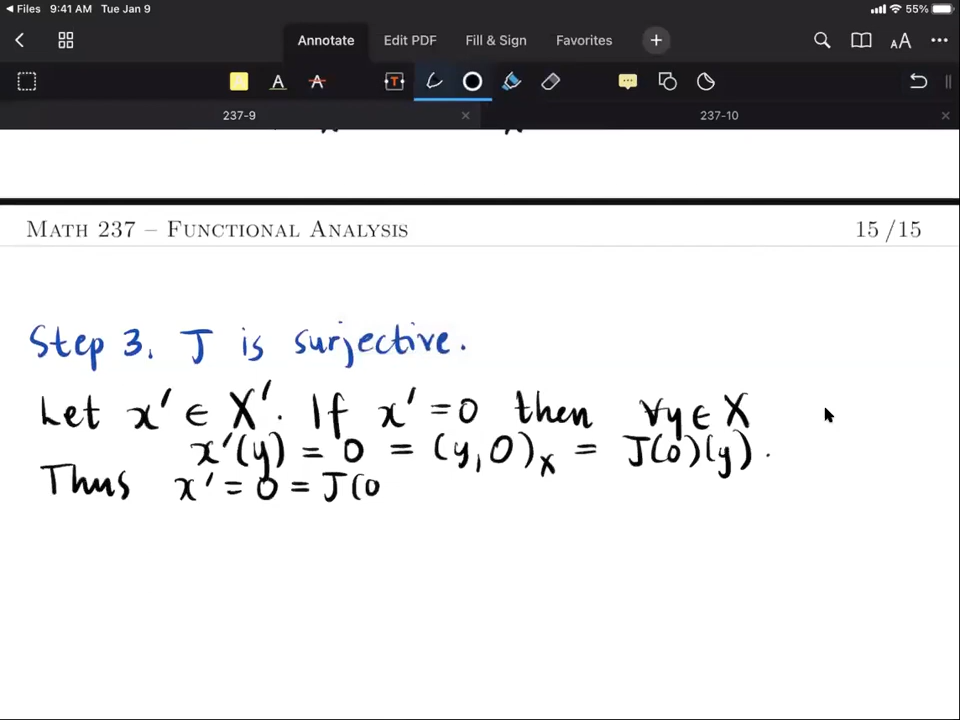 Files 9:41 AM Tue Jan 9 55%
Annotate Edit PDF Fill & Sign Favorites
237-9 237-10
MATH 237 – FUNCTIONAL ANALYSIS 15 / 15
Step 3. J is surjective.
Let x' ∈ X'. If x' = 0 then ∀y ∈ X
x'(y) = 0 = (y, 0)_X = J(0)(y).
Thus x' = 0 = J(0